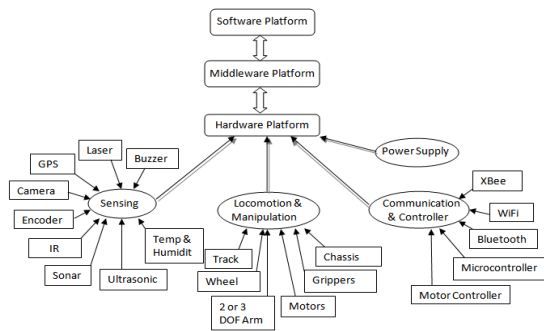 Software Platform
Middleware Platform
Hardware Platform
Power Supply
Laser
Buzzer
GPS
Camera
Encoder
IR
Sonar
Ultrasonic
Temp &
Humidit
Sensing
Locomotion &
Manipulation
Track
Wheel
2 or 3
DOF Arm
Motors
Grippers
Chassis
Communication
& Controller
XBee
WiFi
Bluetooth
Microcontroller
Motor Controller